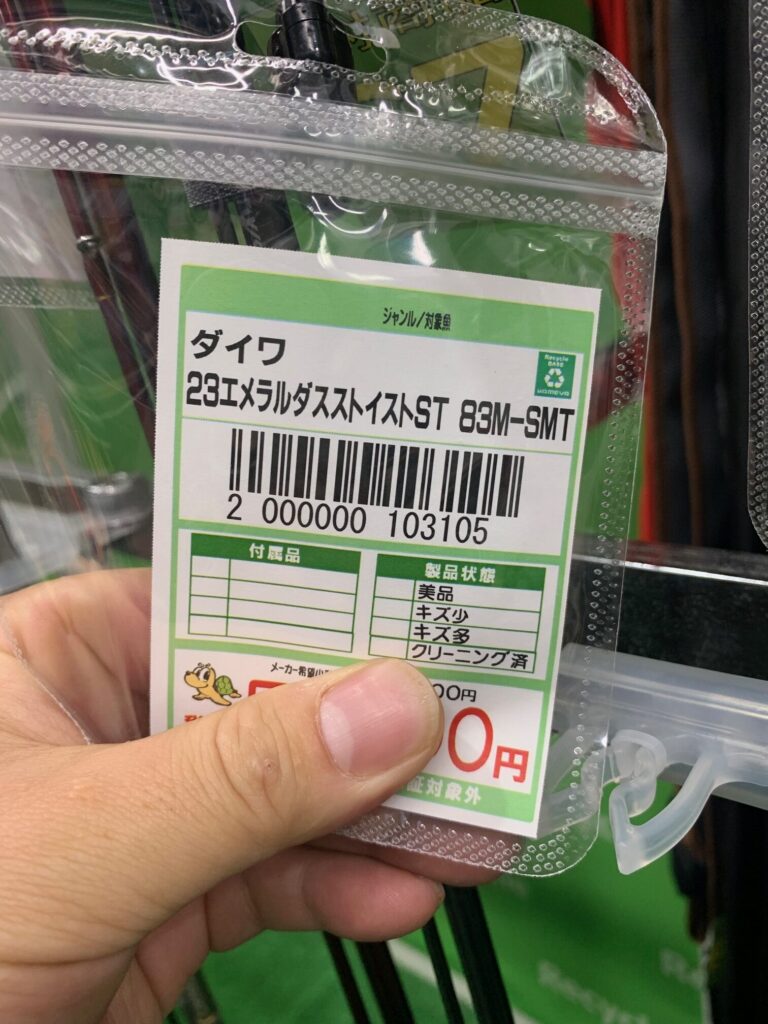 ジャンル/対象魚
ダイワ
Recycle
BASE
UOMEYA
23エメラルダスストイストST 83M-SMT
2 000000 103105
付属品
製品状態
美品
キズ少
キズ多
クリーニング済
メーカー希望小
00円
0円
証対象外